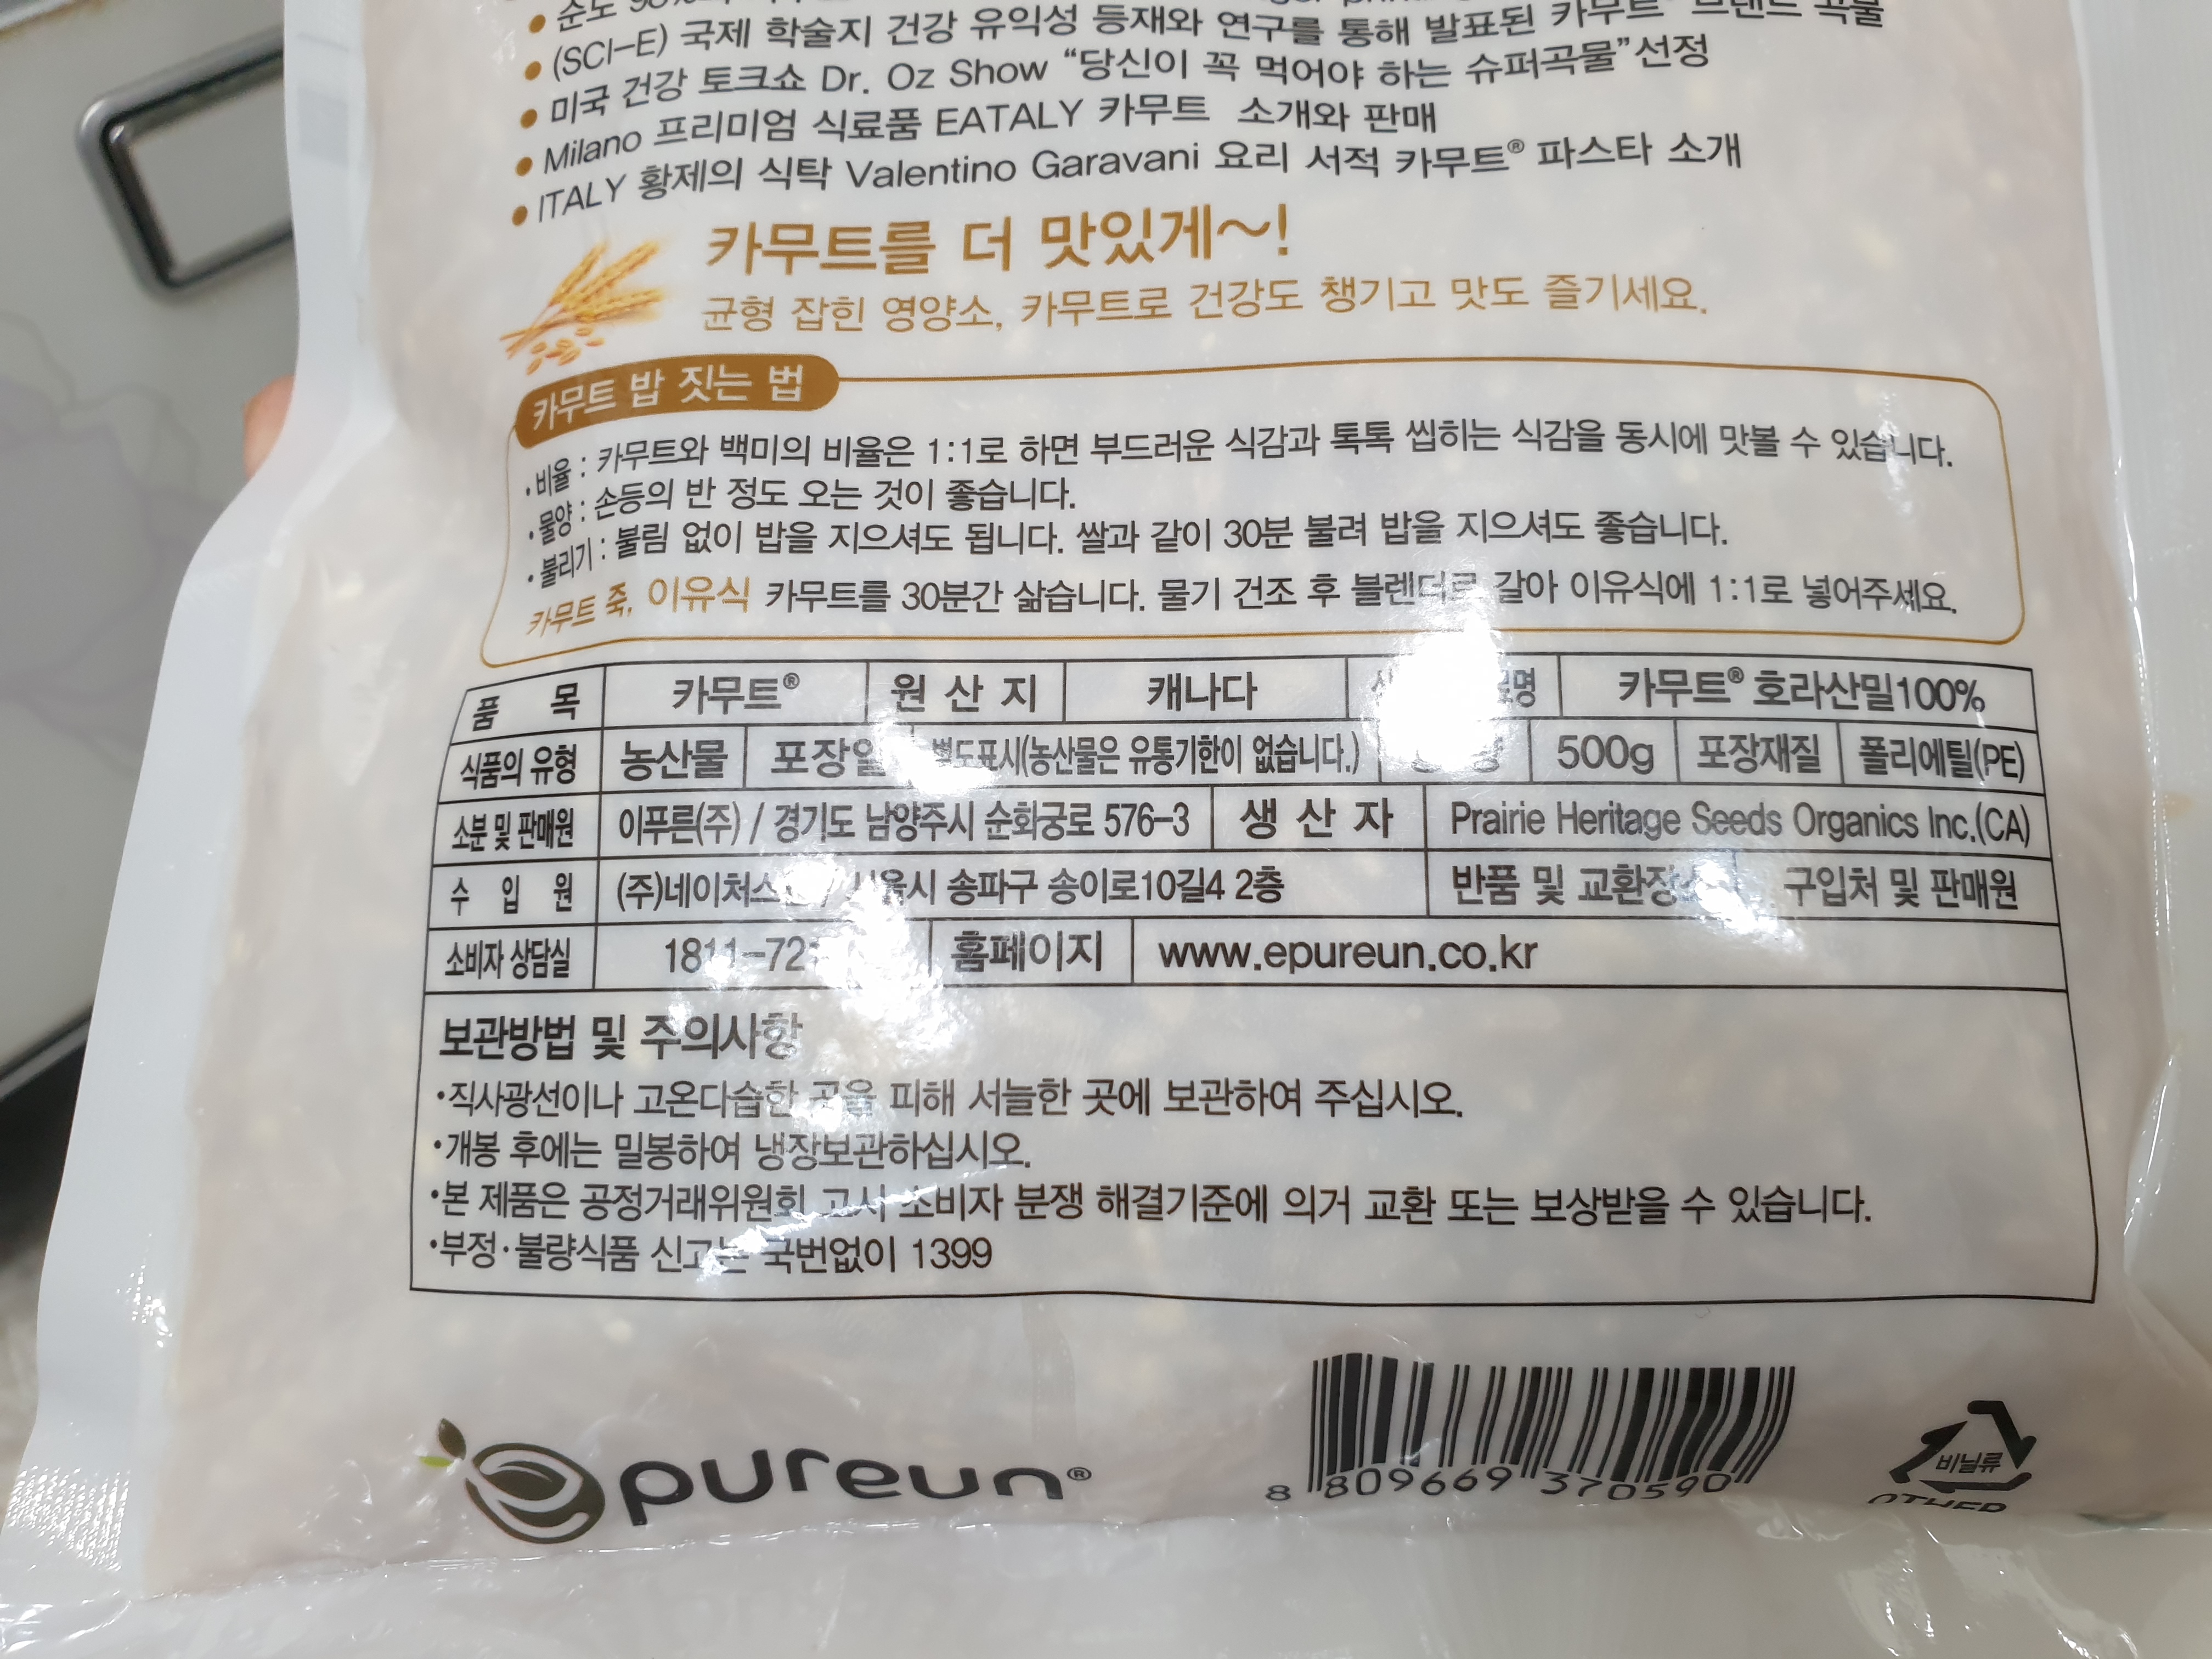 • 순도
• (SCI-E) 국제 학술지 건강 유익성 등재와 연구를 통해 발표된 카무트 브랜드 곡물
• 미국 건강 토크쇼 Dr. Oz Show “당신이 꼭 먹어야 하는 슈퍼곡물”선정
• Milano 프리미엄 식료품 EATALY 카무트 소개와 판매
• ITALY 황제의 식탁 Valentino Garavani 요리 서적 카무트® 파스타 소개
카무트를 더 맛있게~!
균형 잡힌 영양소, 카무트로 건강도 챙기고 맛도 즐기세요.
카무트 밥 짓는 법
• 비율 : 카무트와 백미의 비율은 1:1로 하면 부드러운 식감과 톡톡 씹히는 식감을 동시에 맛볼 수 있습니다.
• 물양 : 손등의 반 정도 오는 것이 좋습니다.
• 불리기 : 불림 없이 밥을 지으셔도 됩니다. 쌀과 같이 30분 불려 밥을 지으셔도 좋습니다.
카무트 죽, 이유식 카무트를 30분간 삶습니다. 물기 건조 후 블렌더로 갈아 이유식에 1:1로 넣어주세요.
품 목 카무트® 원 산 지 캐나다 카무트® 호라산밀100%
식품의 유형 농산물 포장일 별도표시(농산물은 유통기한이 없습니다.) 500g 포장재질 폴리에틸(PE)
소분 및 판매원 이푸른(주) / 경기도 남양주시 순화궁로 576-3 생 산 자 Prairie Heritage Seeds Organics Inc.(CA)
수 입 원 / 서울시 송파구 송이로10길4 2층 반품 및 교환장소 구입처 및 판매원
소비자 상담실 1811-72 홈페이지 www.epureun.co.kr
보관방법 및 주의사항
•직사광선이나 고온다습한 곳을 피해 서늘한 곳에 보관하여 주십시오.
•개봉 후에는 밀봉하여 냉장보관하십시오.
•본 제품은 공정거래위원회 고시 소비자 분쟁 해결기준에 의거 교환 또는 보상받을 수 있습니다.
•부정·불량식품 신고는 국번없이 1399
epureun®
8 809669 370590
비닐류
OTHER